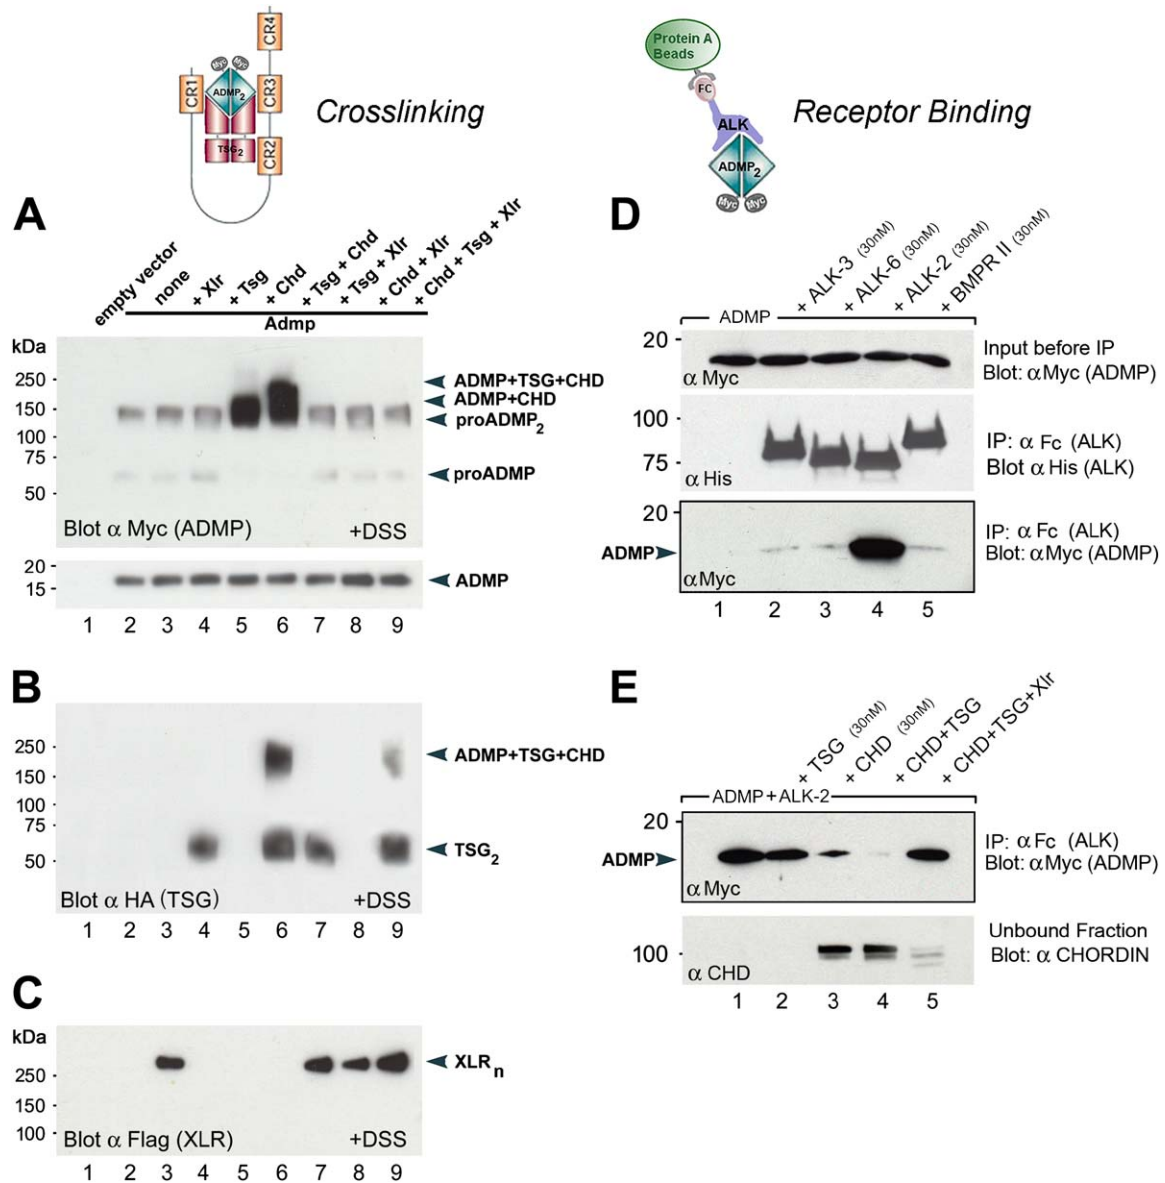 CR4
Myc Myc
CR1
ADMP2
CR3
TSG2
CR2
Crosslinking
Protein A
Beads
FC
ALK
ADMP2
Myc Myc
Receptor Binding
A
empty vector
none
+ Xlr
+ Tsg
+ Chd
+ Tsg + Chd
+ Tsg + Xlr
+ Chd + Xlr
+ Chd + Tsg + Xlr
Admp
kDa
250
150
100
75
50
ADMP+TSG+CHD
ADMP+CHD
proADMP2
proADMP
Blot α Myc (ADMP) +DSS
20
15
ADMP
1 2 3 4 5 6 7 8 9
B
250
150
100
75
50
ADMP+TSG+CHD
TSG2
Blot α HA (TSG) +DSS
1 2 3 4 5 6 7 8 9
C
kDa
250
150
100
XLRn
Blot α Flag (XLR) +DSS
1 2 3 4 5 6 7 8 9
D
+ ALK-3 (30nM)
+ ALK-6 (30nM)
+ ALK-2 (30nM)
+ BMPR II (30nM)
ADMP
20
α Myc
Input before IP
Blot: αMyc (ADMP)
100
75
α His
IP: α Fc (ALK)
Blot α His (ALK)
20
ADMP
α Myc
IP: α Fc (ALK)
Blot: αMyc (ADMP)
1 2 3 4 5
E
+ TSG (30nM)
+ CHD (30nM)
+ CHD+TSG
+ CHD+TSG+Xlr
ADMP+ALK-2
20
ADMP
α Myc
IP: α Fc (ALK)
Blot: αMyc (ADMP)
100
α CHD
Unbound Fraction
Blot: α CHORDIN
1 2 3 4 5